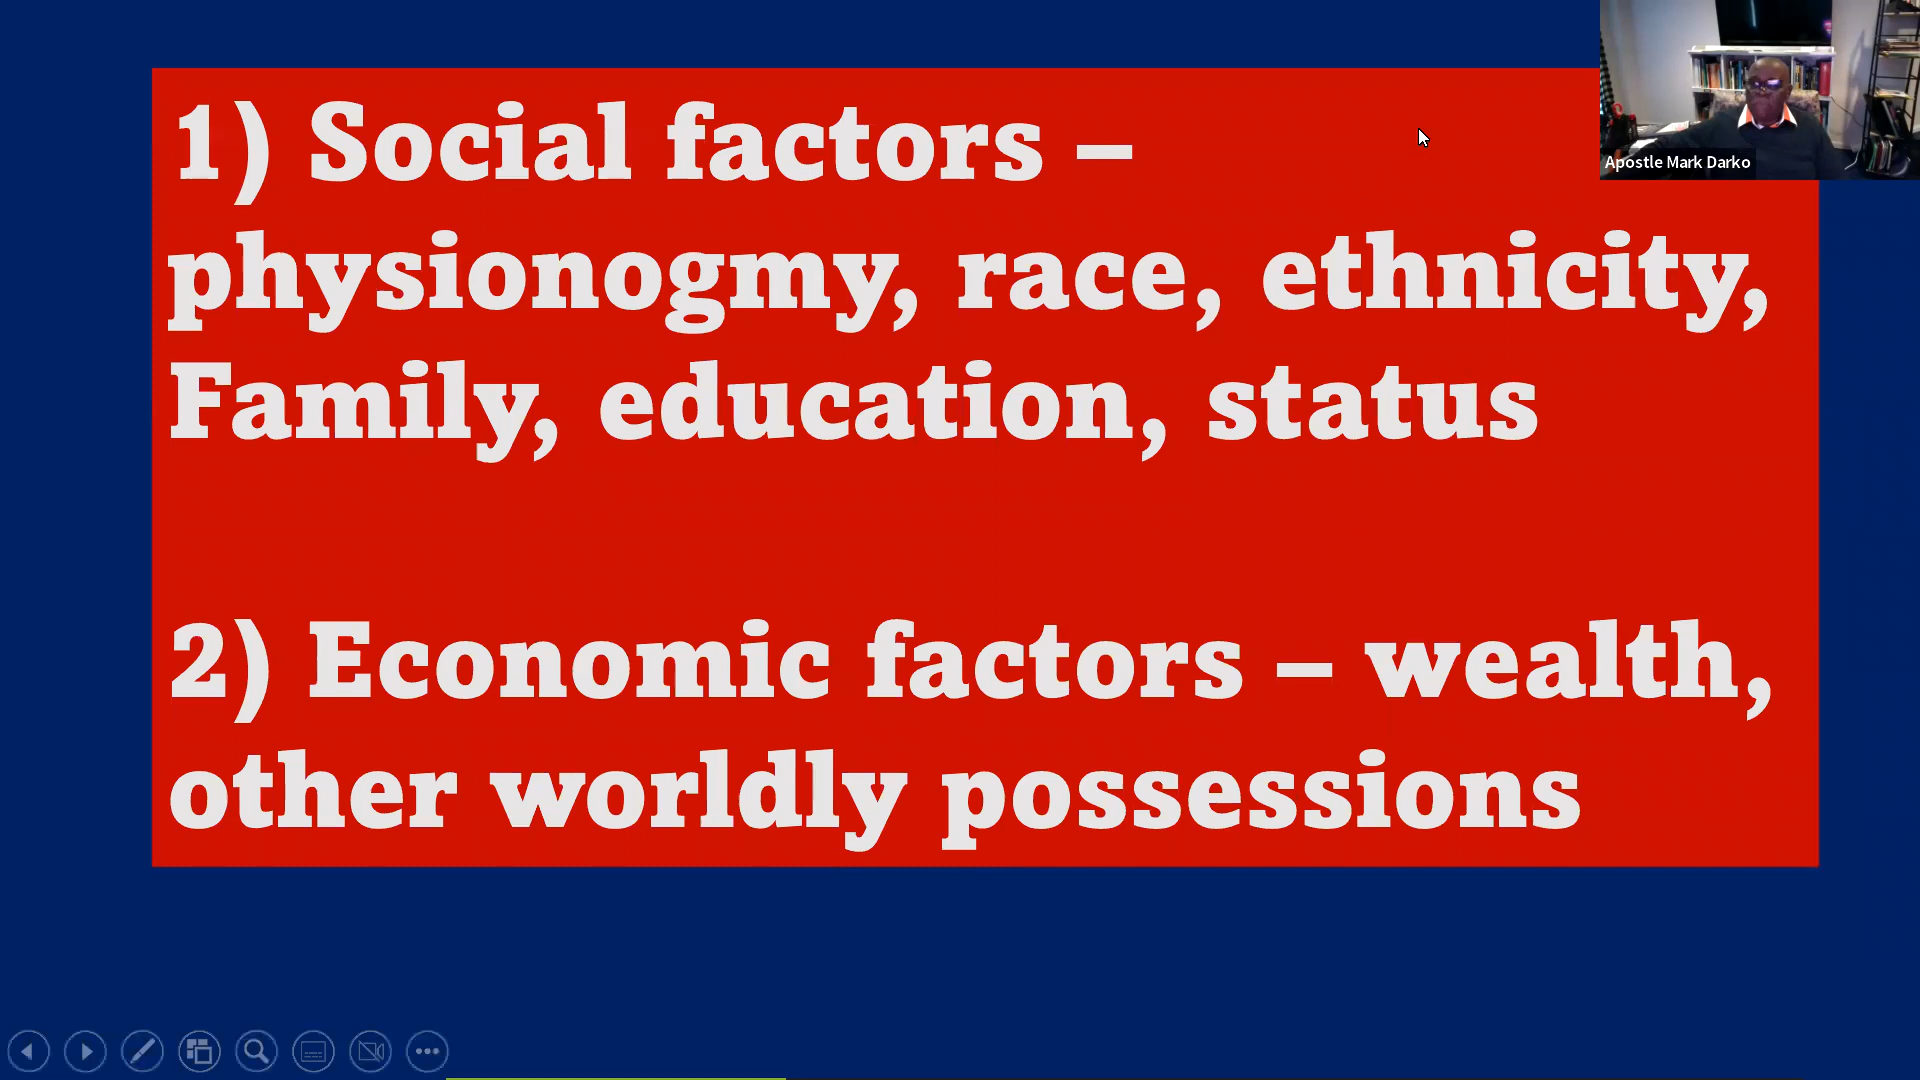 1) Social factors –
physionogmy, race, ethnicity,
Family, education, status
2) Economic factors – wealth,
other worldly possessions
Apostle Mark Darko